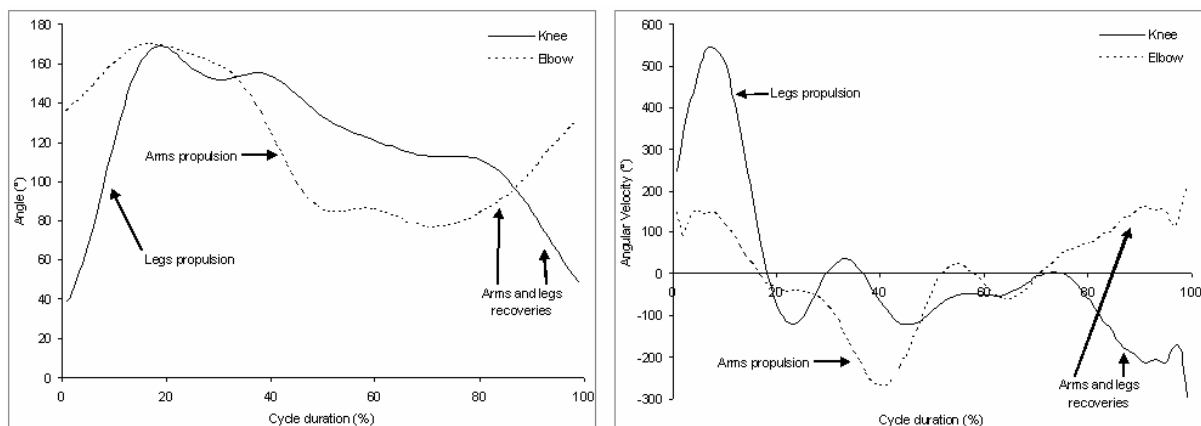 180
160
140
120
100
80
60
40
20
0
Angle (°)
Knee
Elbow
Arms propulsion
Legs propulsion
Arms and legs
recoveries
0 20 40 60 80 100
Cycle duration (%)
600
500
400
300
200
100
0
-100
-200
-300
Angular Velocity (°)
Knee
Elbow
Legs propulsion
Arms propulsion
Arms and legs
recoveries
0 20 40 60 80 100
Cycle duration (%)